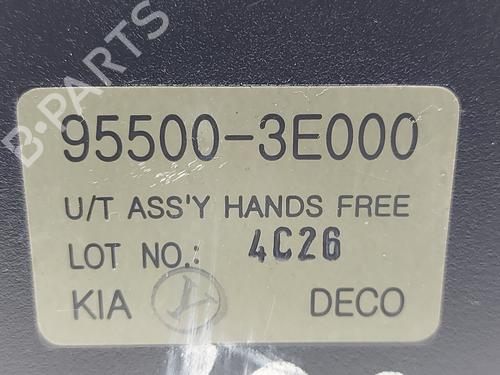 B-PARTS
95500-3E000
U/T ASS'Y HANDS FREE
LOT NO.: 4C26
KIA DECO